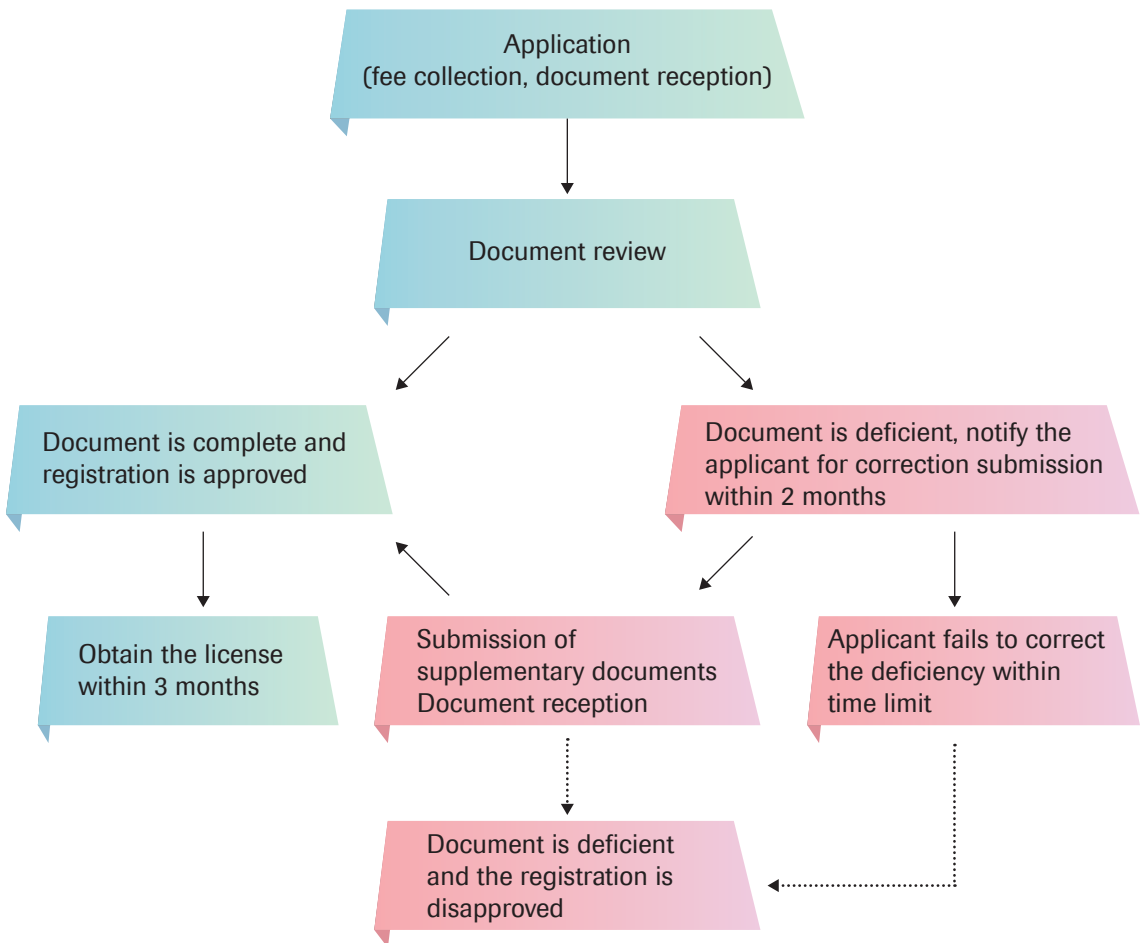 Application
(fee collection, document reception)
Document review
Document is complete and
registration is approved
Document is deficient, notify the
applicant for correction submission
within 2 months
Obtain the license
within 3 months
Submission of
supplementary documents
Document reception
Applicant fails to correct
the deficiency within
time limit
Document is deficient
and the registration is
disapproved